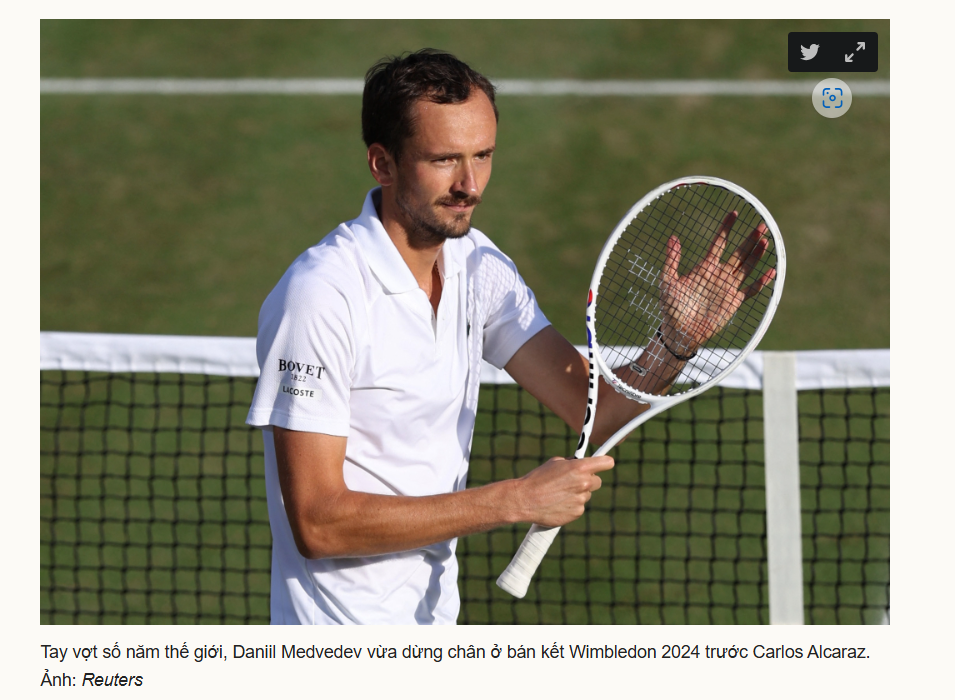 BOVET
1822
LACOSTE
Tay vợt số năm thế giới, Daniil Medvedev vừa dừng chân ở bán kết Wimbledon 2024 trước Carlos Alcaraz.
Ảnh: Reuters